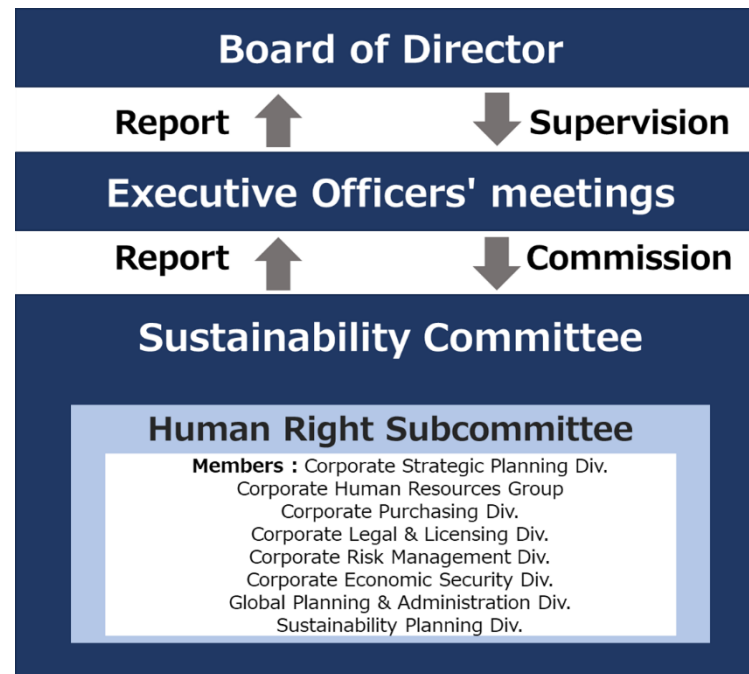 Board of Director
Report Supervision
Executive Officers' meetings
Report Commission
Sustainability Committee
Human Right Subcommittee
Members : Corporate Strategic Planning Div.
Corporate Human Resources Group
Corporate Purchasing Div.
Corporate Legal & Licensing Div.
Corporate Risk Management Div.
Corporate Economic Security Div.
Global Planning & Administration Div.
Sustainability Planning Div.